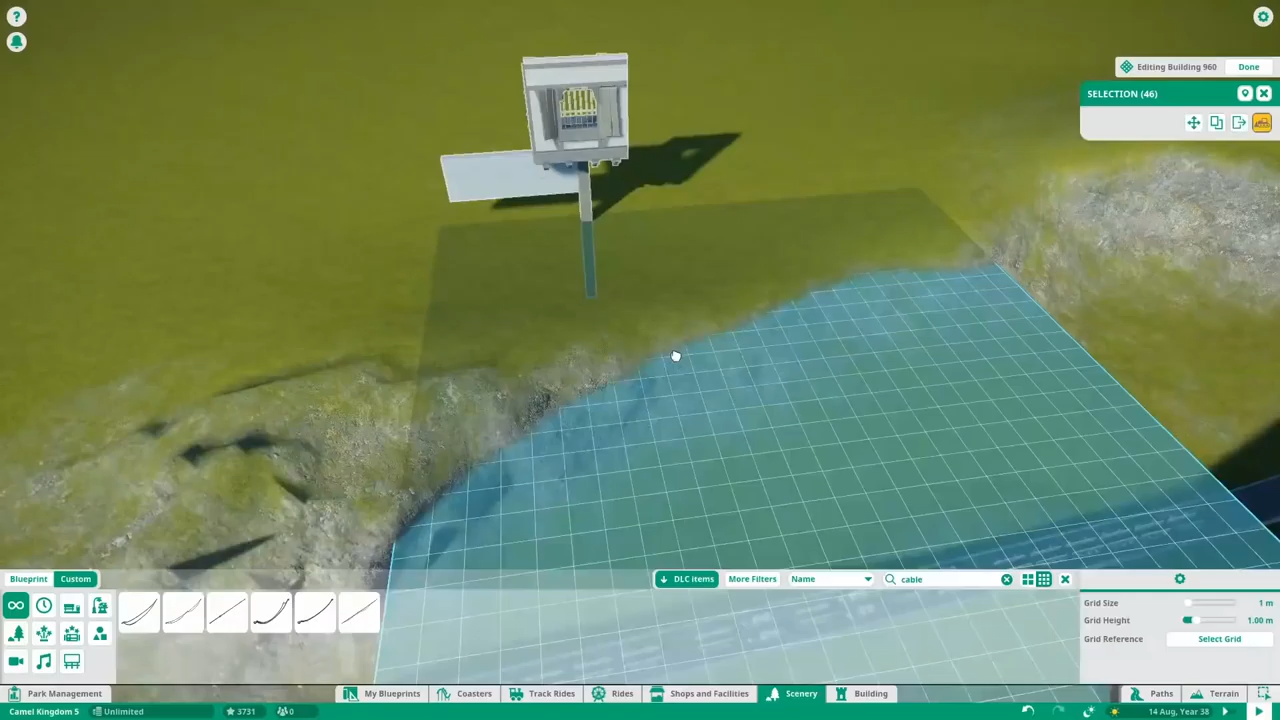 ?
Editing Building 960
Done
SELECTION (46)
Blueprint
Custom
DLC items
More Filters
Name
cable
Grid Size
1 m
Grid Height
1.00 m
Grid Reference
Select Grid
Park Management
My Blueprints
Coasters
Track Rides
Rides
Shops and Facilities
Scenery
Building
Paths
Terrain
Camel Kingdom 5
Unlimited
3731
0
14 Aug, Year 38